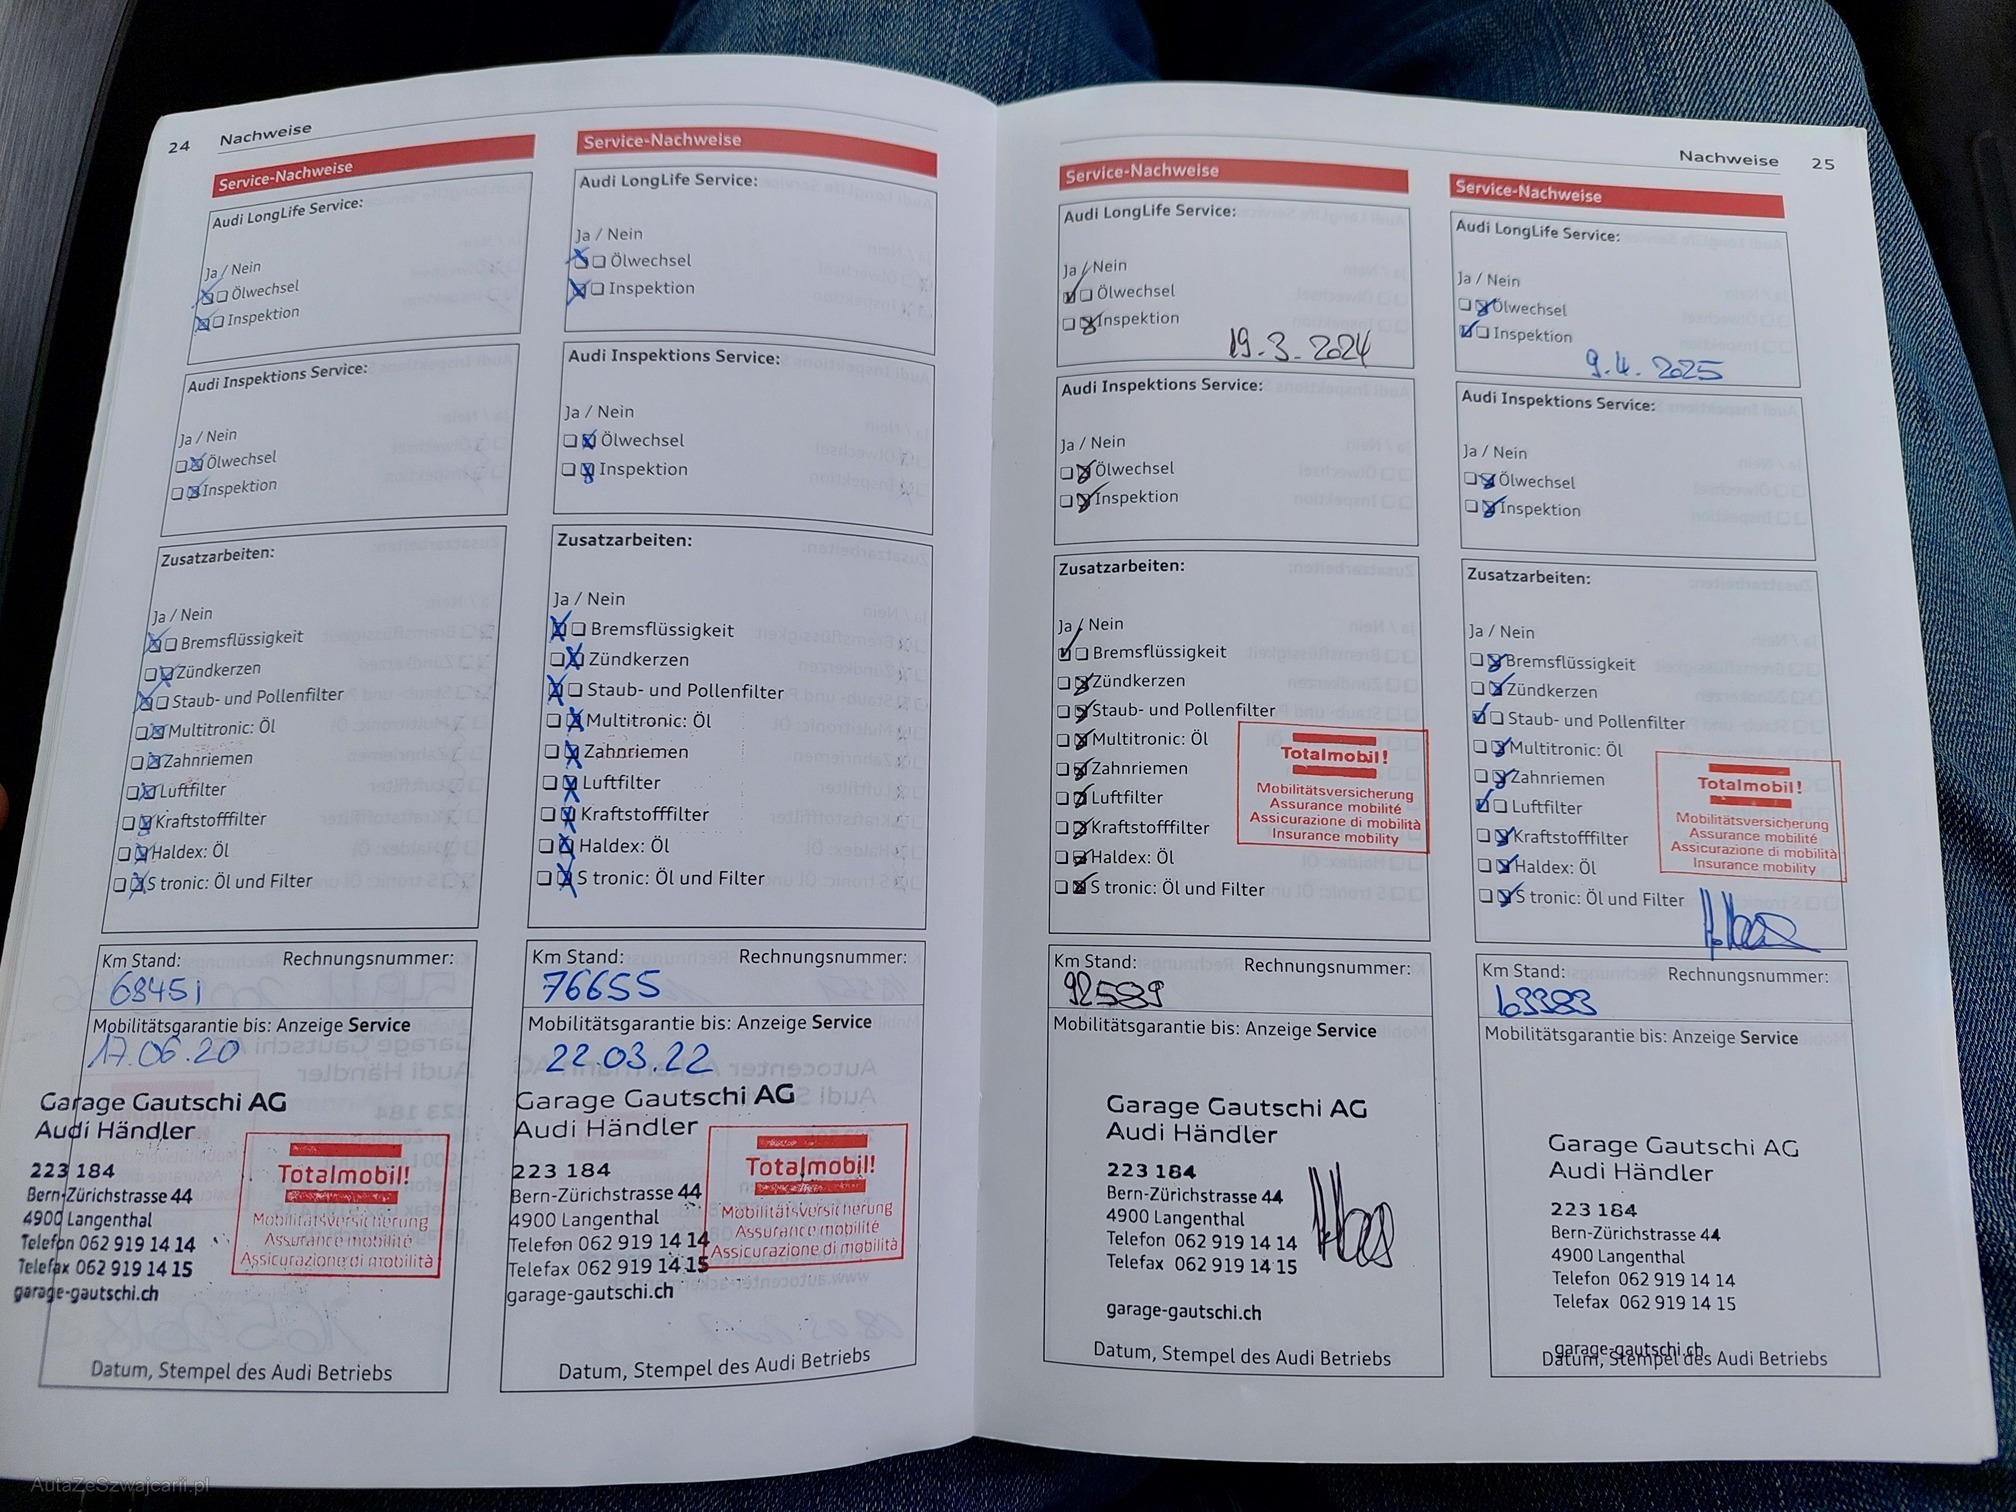 24 Nachweise
Service-Nachweise
Audi LongLife Service:
Ja / Nein
Ölwechsel
Inspektion
Audi Inspektions Service:
Ja / Nein
Ölwechsel
Inspektion
Zusatzarbeiten:
Ja / Nein
Bremsflüssigkeit
Zündkerzen
Staub- und Pollenfilter
Multitronic: Öl
Zahnriemen
Luftfilter
Kraftstofffilter
Haldex: Öl
S tronic: Öl und Filter
Km Stand: Rechnungsnummer:
68451
Mobilitätsgarantie bis: Anzeige Service
17.06.20
Garage Gautschi AG
Audi Händler
223 184
Bern-Zürichstrasse 44
4900 Langenthal
Telefon 062 919 14 14
Telefax 062 919 14 15
garage-gautschi.ch
Totalmobil!
Mobilitätsversicherung
Assurance mobilité
Assicurazione di mobilità
Datum, Stempel des Audi Betriebs
Service-Nachweise
Audi LongLife Service:
Ja / Nein
Ölwechsel
Inspektion
Audi Inspektions Service:
Ja / Nein
Ölwechsel
Inspektion
Zusatzarbeiten:
Ja / Nein
Bremsflüssigkeit
Zündkerzen
Staub- und Pollenfilter
Multitronic: Öl
Zahnriemen
Luftfilter
Kraftstofffilter
Haldex: Öl
S tronic: Öl und Filter
Km Stand: Rechnungsnummer:
76655
Mobilitätsgarantie bis: Anzeige Service
22.03.22
Garage Gautschi AG
Audi Händler
223 184
Bern-Zürichstrasse 44
4900 Langenthal
Telefon 062 919 14 14
Telefax 062 919 14 15
garage-gautschi.ch
Totalmobil!
Mobilitätsversicherung
Assurance mobilité
Assicurazione di mobilità
Datum, Stempel des Audi Betriebs
Nachweise 25
Service-Nachweise
Audi LongLife Service:
Ja / Nein
Ölwechsel
Inspektion
19.3.2024
Audi Inspektions Service:
Ja / Nein
Ölwechsel
Inspektion
Zusatzarbeiten:
Ja / Nein
Bremsflüssigkeit
Zündkerzen
Staub- und Pollenfilter
Multitronic: Öl
Zahnriemen
Luftfilter
Kraftstofffilter
Haldex: Öl
S tronic: Öl und Filter
Totalmobil!
Mobilitätsversicherung
Assurance mobilité
Assicurazione di mobilità
Insurance mobility
Km Stand: Rechnungsnummer:
92589
Mobilitätsgarantie bis: Anzeige Service
Garage Gautschi AG
Audi Händler
223 184
Bern-Zürichstrasse 44
4900 Langenthal
Telefon 062 919 14 14
Telefax 062 919 14 15
garage-gautschi.ch
Datum, Stempel des Audi Betriebs
Service-Nachweise
Audi LongLife Service:
Ja / Nein
Ölwechsel
Inspektion
9.4.2025
Audi Inspektions Service:
Ja / Nein
Ölwechsel
Inspektion
Zusatzarbeiten:
Ja / Nein
Bremsflüssigkeit
Zündkerzen
Staub- und Pollenfilter
Multitronic: Öl
Zahnriemen
Luftfilter
Kraftstofffilter
Haldex: Öl
S tronic: Öl und Filter
Totalmobil!
Mobilitätsversicherung
Assurance mobilité
Assicurazione di mobilità
Insurance mobility
Km Stand: Rechnungsnummer:
Mobilitätsgarantie bis: Anzeige Service
Garage Gautschi AG
Audi Händler
223 184
Bern-Zürichstrasse 44
4900 Langenthal
Telefon 062 919 14 14
Telefax 062 919 14 15
garage-gautschi.ch
Datum, Stempel des Audi Betriebs
AutaZeSzwajcarii.pl